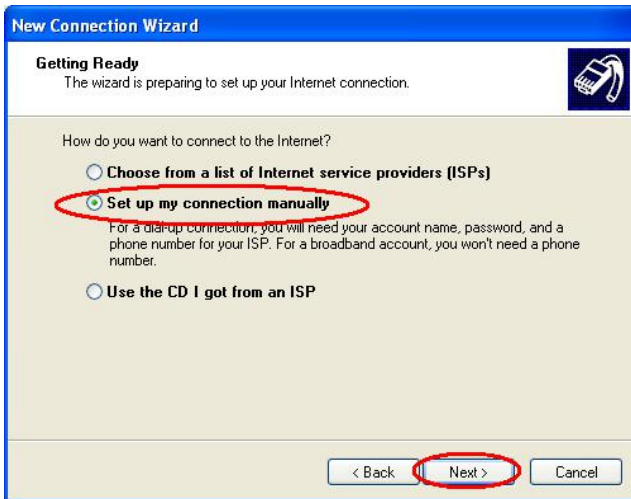 New Connection Wizard
Getting Ready
The wizard is preparing to set up your Internet connection.
How do you want to connect to the Internet?
Choose from a list of Internet service providers (ISPs)
Set up my connection manually
For a dial-up connection, you will need your account name, password, and a
phone number for your ISP. For a broadband account, you won't need a phone
number.
Use the CD I got from an ISP
< Back
Next >
Cancel